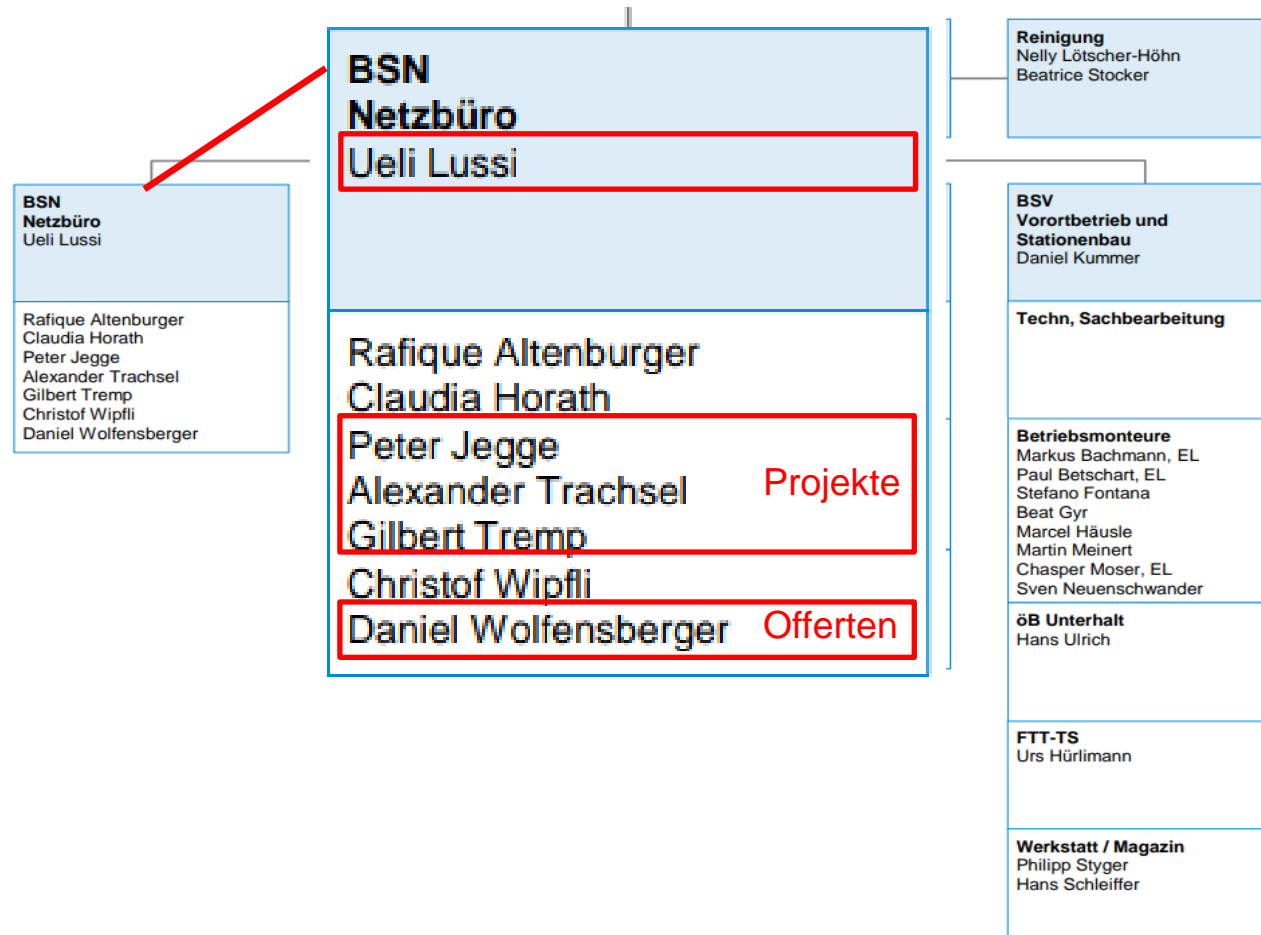 BSN
Netzbüro
Ueli Lussi
Rafique Altenburger
Claudia Horath
Peter Jegge
Alexander Trachsel
Gilbert Tremp
Christof Wipfli
Daniel Wolfensberger
BSN
Netzbüro
Ueli Lussi
Rafique Altenburger
Claudia Horath
Peter Jegge
Alexander Trachsel
Projekte
Gilbert Tremp
Christof Wipfli
Daniel Wolfensberger Offerten
Reinigung
Nelly Lötscher-Höhn
Beatrice Stocker
BSV
Vorortbetrieb und
Stationenbau
Daniel Kummer
Techn, Sachbearbeitung
Betriebsmonteure
Markus Bachmann, EL
Paul Betschart, EL
Stefano Fontana
Beat Gyr
Marcel Häusle
Martin Meinert
Chasper Moser, EL
Sven Neuenschwander
öB Unterhalt
Hans Ulrich
FTT-TS
Urs Hürlimann
Werkstatt / Magazin
Philipp Styger
Hans Schleiffer